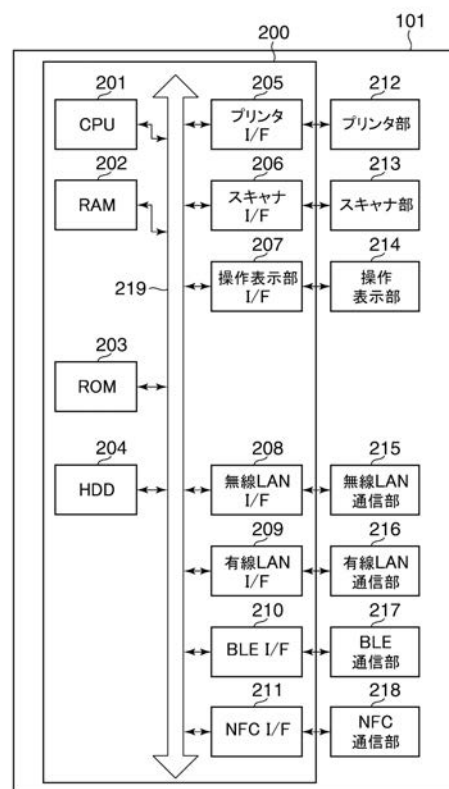 101
200
201
CPU
202
RAM
219
203
ROM
204
HDD
205
プリンタ
I/F
206
スキャナ
I/F
207
操作表示部
I/F
208
無線LAN
I/F
209
有線LAN
I/F
210
BLE I/F
211
NFC I/F
212
プリンタ部
213
スキャナ部
214
操作
表示部
215
無線LAN
通信部
216
有線LAN
通信部
217
BLE
通信部
218
NFC
通信部